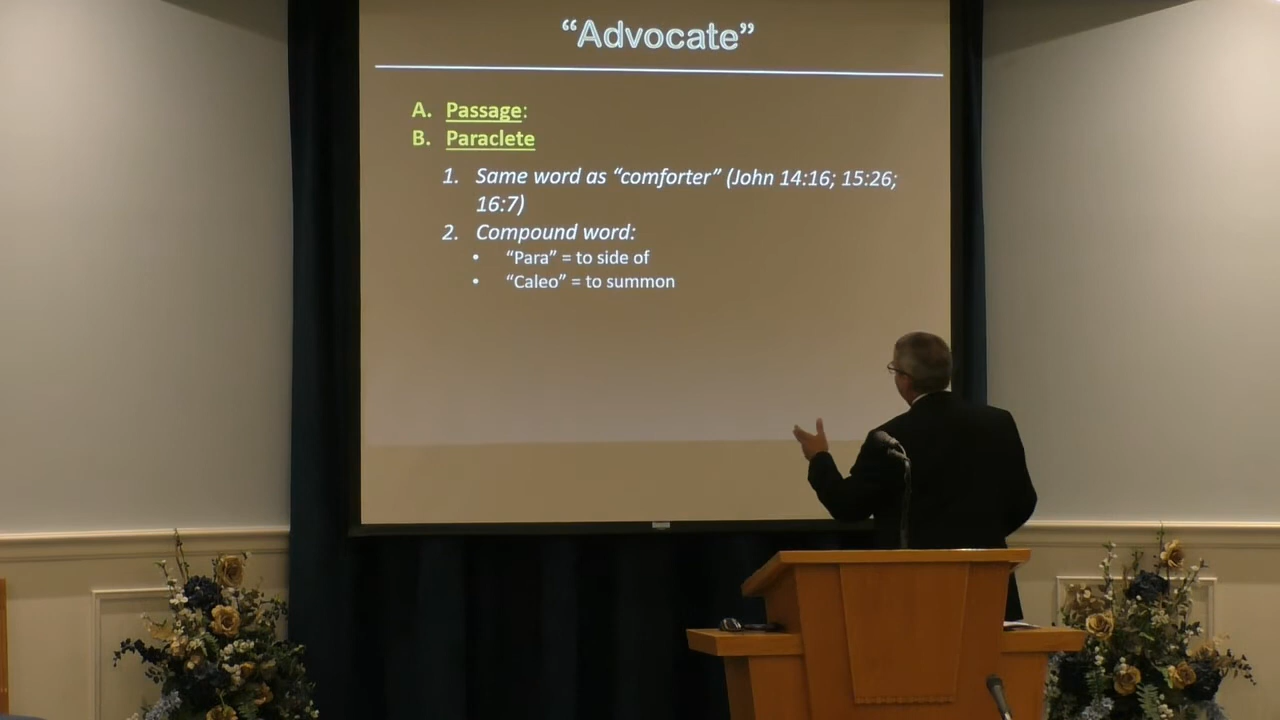 “Advocate”
A. Passage:
B. Paraclete
1. Same word as “comforter” (John 14:16; 15:26;
16:7)
2. Compound word:
• “Para” = to side of
• “Caleo” = to summon